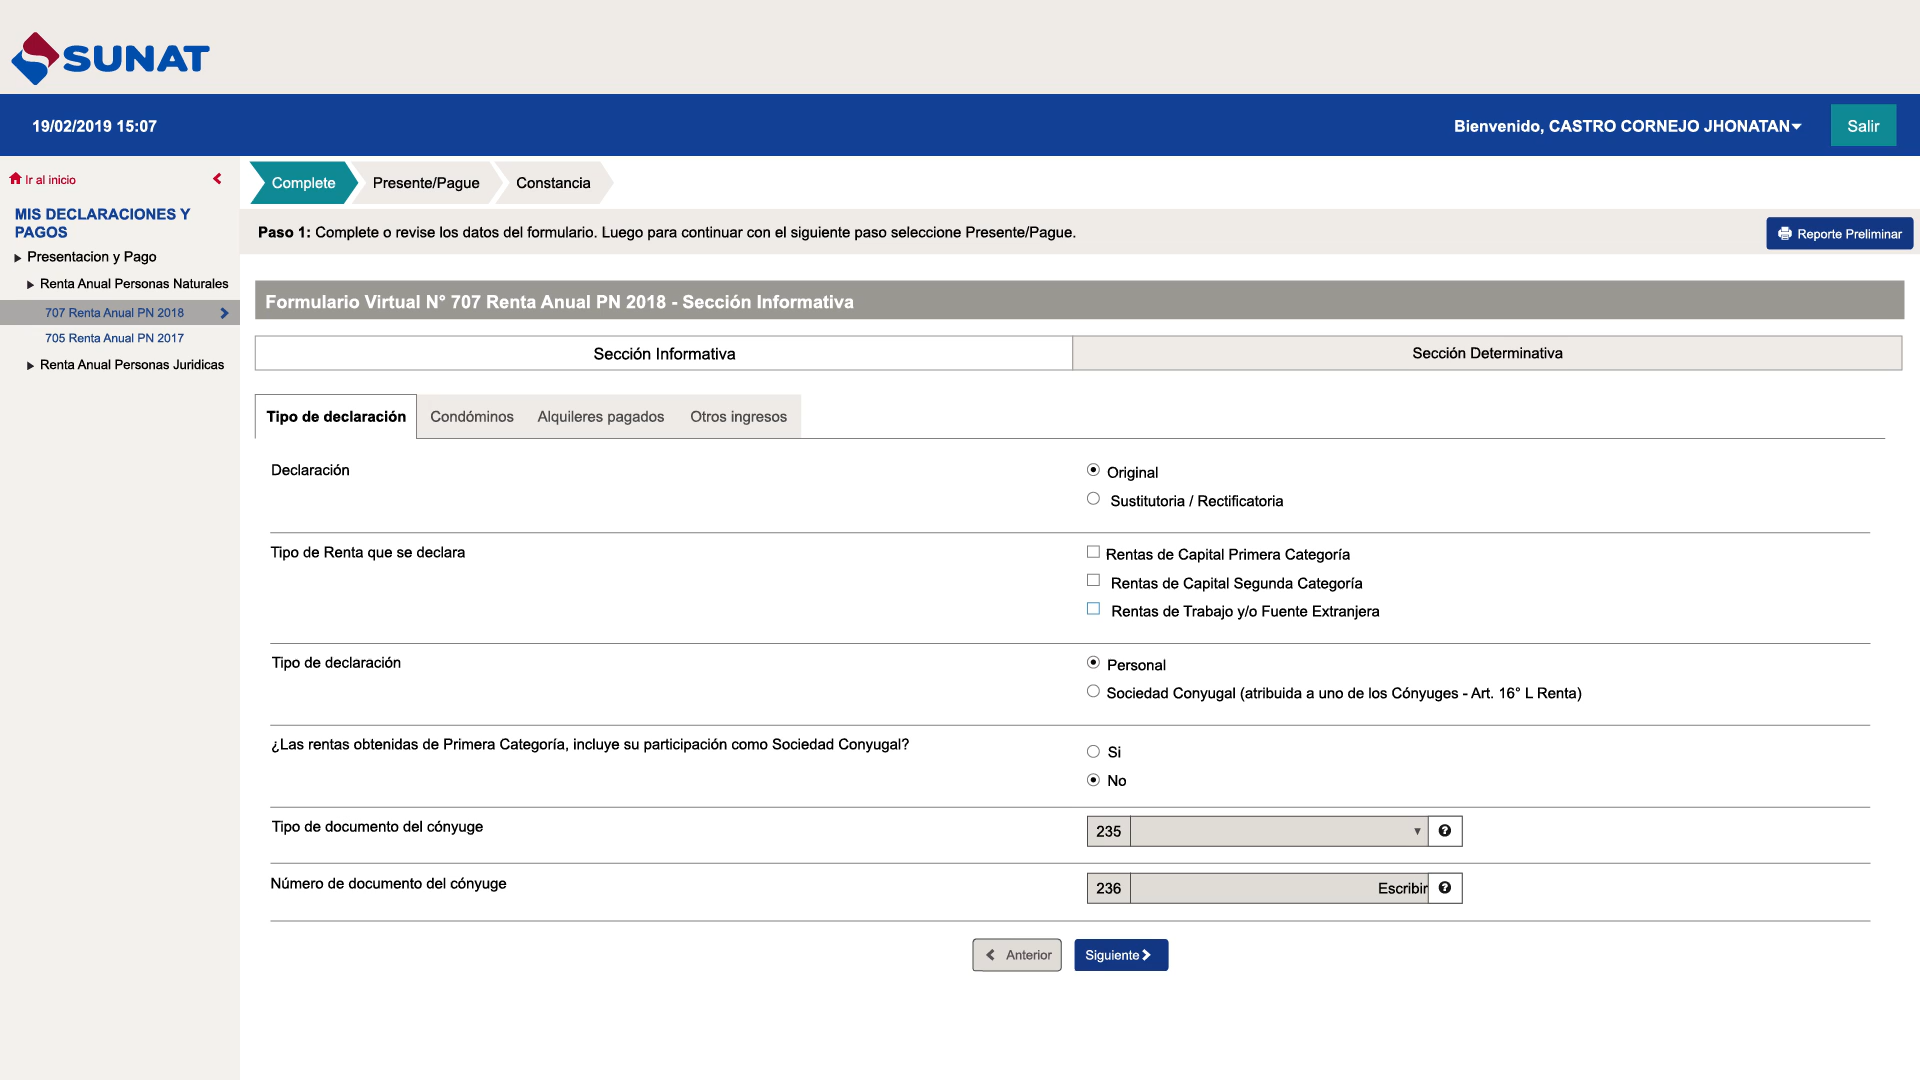 SUNAT
19/02/2019 15:07
Bienvenido, CASTRO CORNEJO JHONATAN
Salir
Ir al inicio
MIS DECLARACIONES Y
PAGOS
Presentacion y Pago
Renta Anual Personas Naturales
707 Renta Anual PN 2018
705 Renta Anual PN 2017
Renta Anual Personas Juridicas
Complete
Presente/Pague
Constancia
Paso 1: Complete o revise los datos del formulario. Luego para continuar con el siguiente paso seleccione Presente/Pague.
Reporte Preliminar
Formulario Virtual N° 707 Renta Anual PN 2018 - Sección Informativa
Sección Informativa
Sección Determinativa
Tipo de declaración
Condóminos
Alquileres pagados
Otros ingresos
Declaración
Original
Sustitutoria / Rectificatoria
Tipo de Renta que se declara
Rentas de Capital Primera Categoría
Rentas de Capital Segunda Categoría
Rentas de Trabajo y/o Fuente Extranjera
Tipo de declaración
Personal
Sociedad Conyugal (atribuida a uno de los Cónyuges - Art. 16° L Renta)
¿Las rentas obtenidas de Primera Categoría, incluye su participación como Sociedad Conyugal?
Si
No
Tipo de documento del cónyuge
235
Número de documento del cónyuge
236
Escribir
Anterior
Siguiente